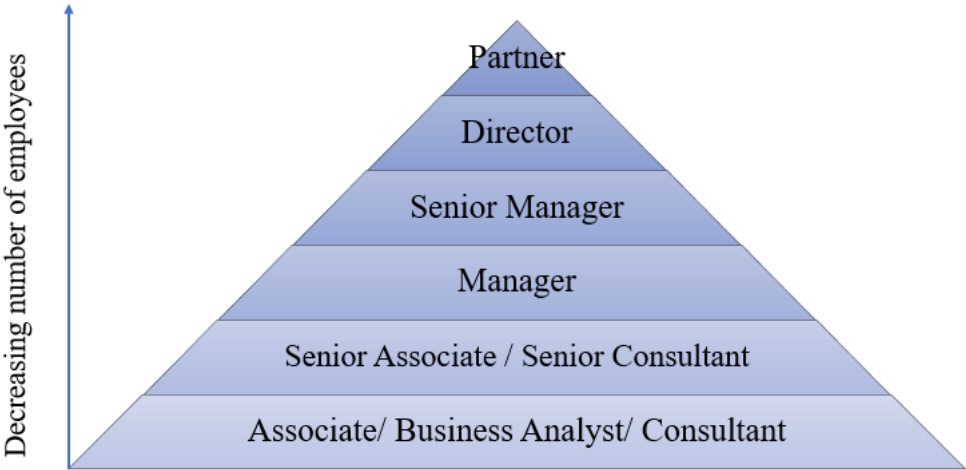 Decreasing number of employees
Partner
Director
Senior Manager
Manager
Senior Associate / Senior Consultant
Associate/ Business Analyst/ Consultant